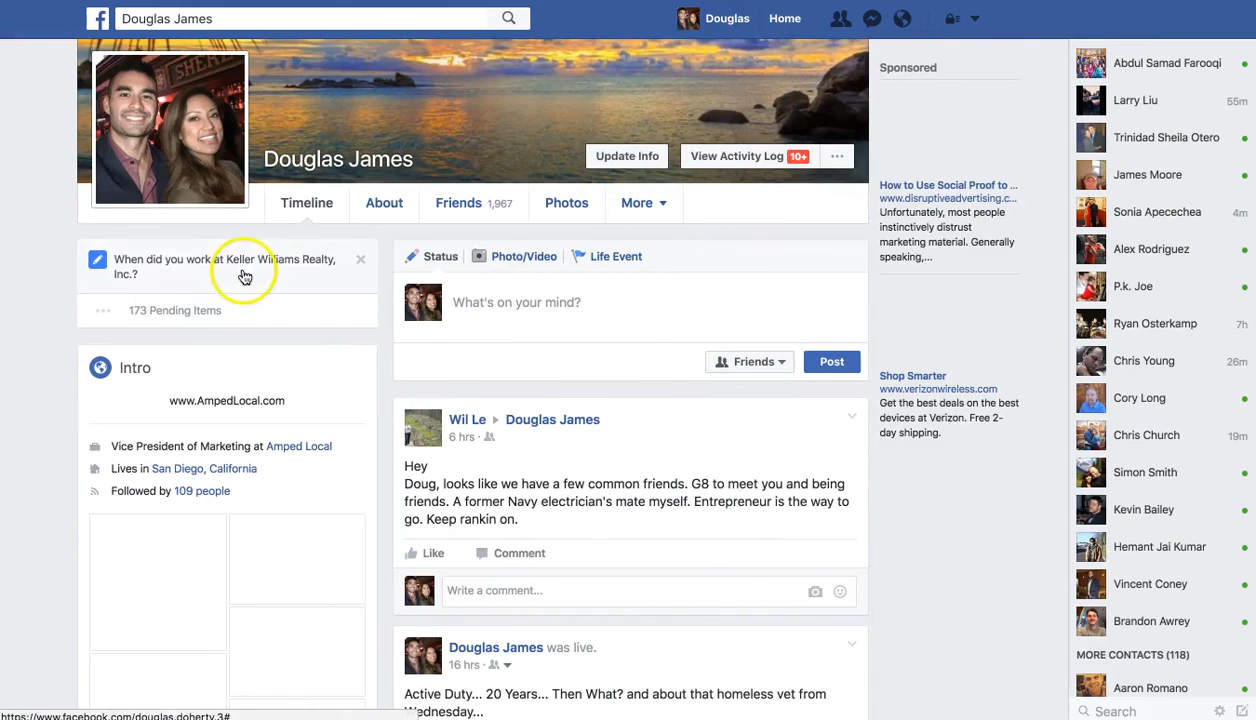 Douglas James
Douglas
Home
Douglas James
Update Info
View Activity Log 10+
Timeline
About
Friends 1,967
Photos
More
When did you work at Keller Williams Realty,
Inc.?
173 Pending Items
Intro
www.AmpedLocal.com
Vice President of Marketing at Amped Local
Lives in San Diego, California
Followed by 109 people
Status
Photo/Video
Life Event
What's on your mind?
Friends
Post
Wil Le Douglas James
6 hrs
Hey
Doug, looks like we have a few common friends. G8 to meet you and being
friends. A former Navy electrician's mate myself. Entrepreneur is the way to
go. Keep rankin on.
Like
Comment
Write a comment...
Douglas James was live.
16 hrs
Active Duty... 20 Years... Then What? and about that homeless vet from
Wednesday...
Sponsored
How to Use Social Proof to ...
www.disruptiveadvertising.c...
Unfortunately, most people
instinctively distrust
marketing material. Generally
speaking,...
Shop Smarter
www.verizonwireless.com
Get the best deals on the best
devices at Verizon. Free 2-
day shipping.
Abdul Samad Farooqi
Larry Liu 55m
Trinidad Sheila Otero
James Moore
Sonia Apecechea 4m
Alex Rodriguez
P.k. Joe
Ryan Osterkamp 7h
Chris Young 26m
Cory Long
Chris Church 19m
Simon Smith
Kevin Bailey
Hemant Jai Kumar
Vincent Coney
Brandon Awrey
MORE CONTACTS (118)
Aaron Romano
Search
https://www.facebook.com/douglas.doherty.3#